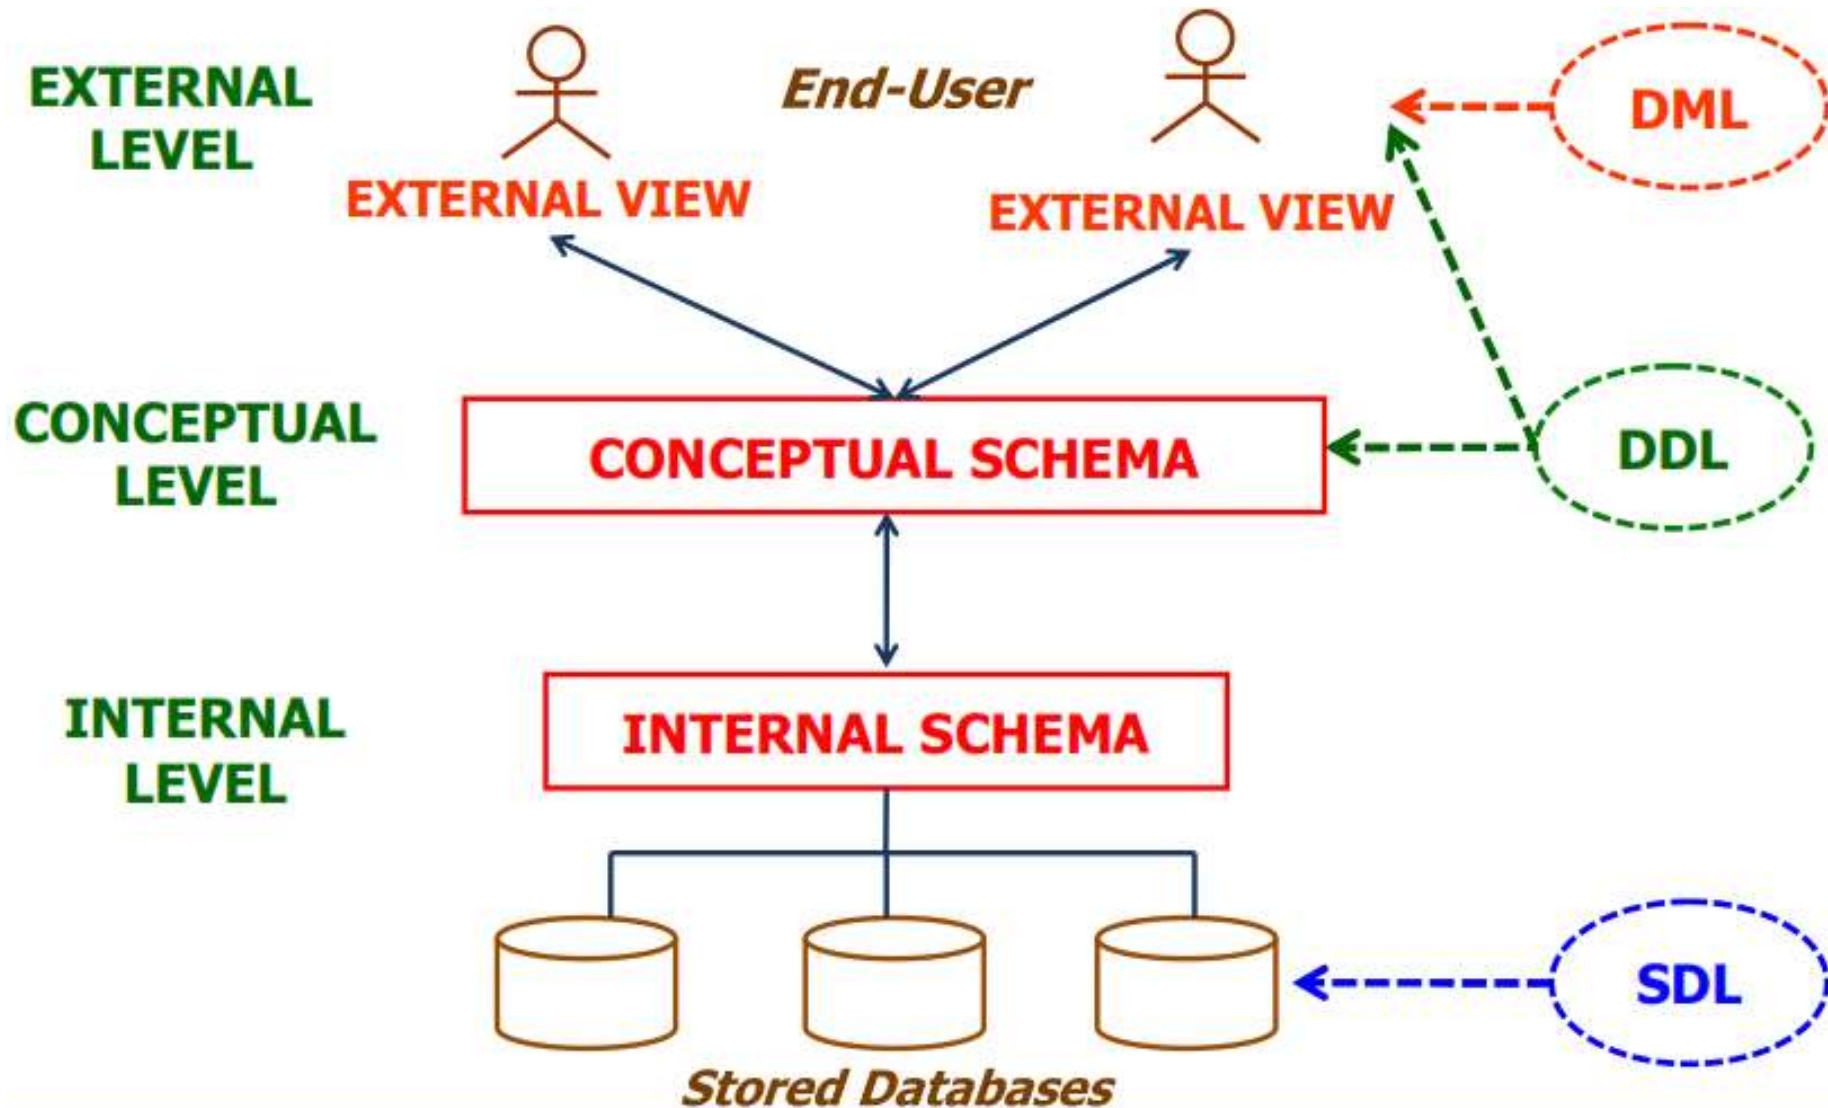 EXTERNAL
LEVEL
End-User
DML
EXTERNAL VIEW
EXTERNAL VIEW
CONCEPTUAL
LEVEL
CONCEPTUAL SCHEMA
DDL
INTERNAL
LEVEL
INTERNAL SCHEMA
SDL
Stored Databases